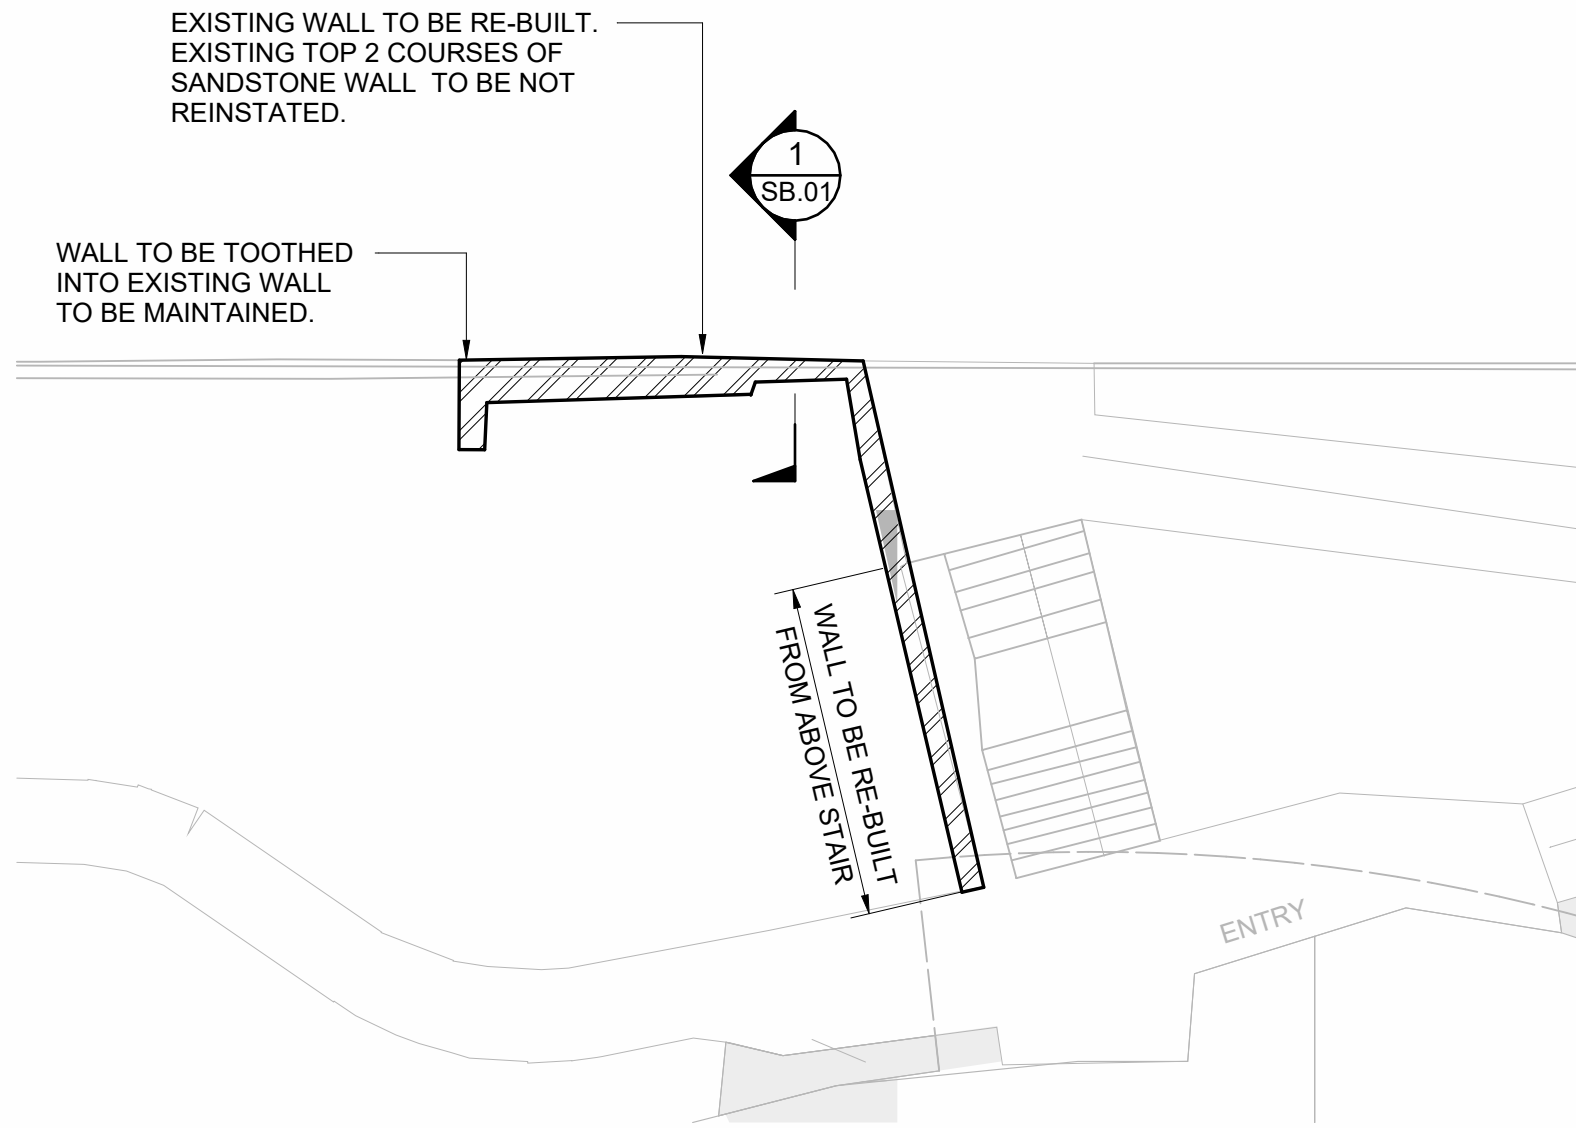 EXISTING WALL TO BE RE-BUILT.
EXISTING TOP 2 COURSES OF
SANDSTONE WALL  TO BE NOT
REINSTATED.
1
SB.01
WALL TO BE TOOTHED
INTO EXISTING WALL
TO BE MAINTAINED.
WALL TO BE RE-BUILT
FROM ABOVE STAIR
ENTRY